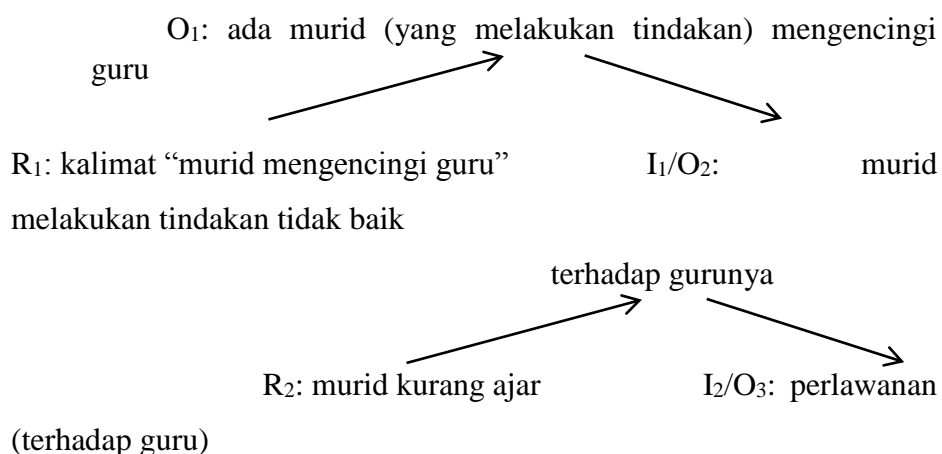 O₁: ada murid (yang melakukan tindakan) mengencingi
guru
R₁: kalimat “murid mengencingi guru” I₁/O₂: murid
melakukan tindakan tidak baik
terhadap gurunya
R₂: murid kurang ajar I₂/O₃: perlawanan
(terhadap guru)